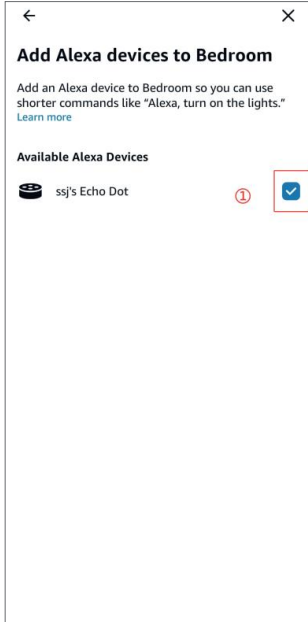 Add Alexa devices to Bedroom
Add an Alexa device to Bedroom so you can use
shorter commands like “Alexa, turn on the lights.”
Learn more
Available Alexa Devices
ssj's Echo Dot
①